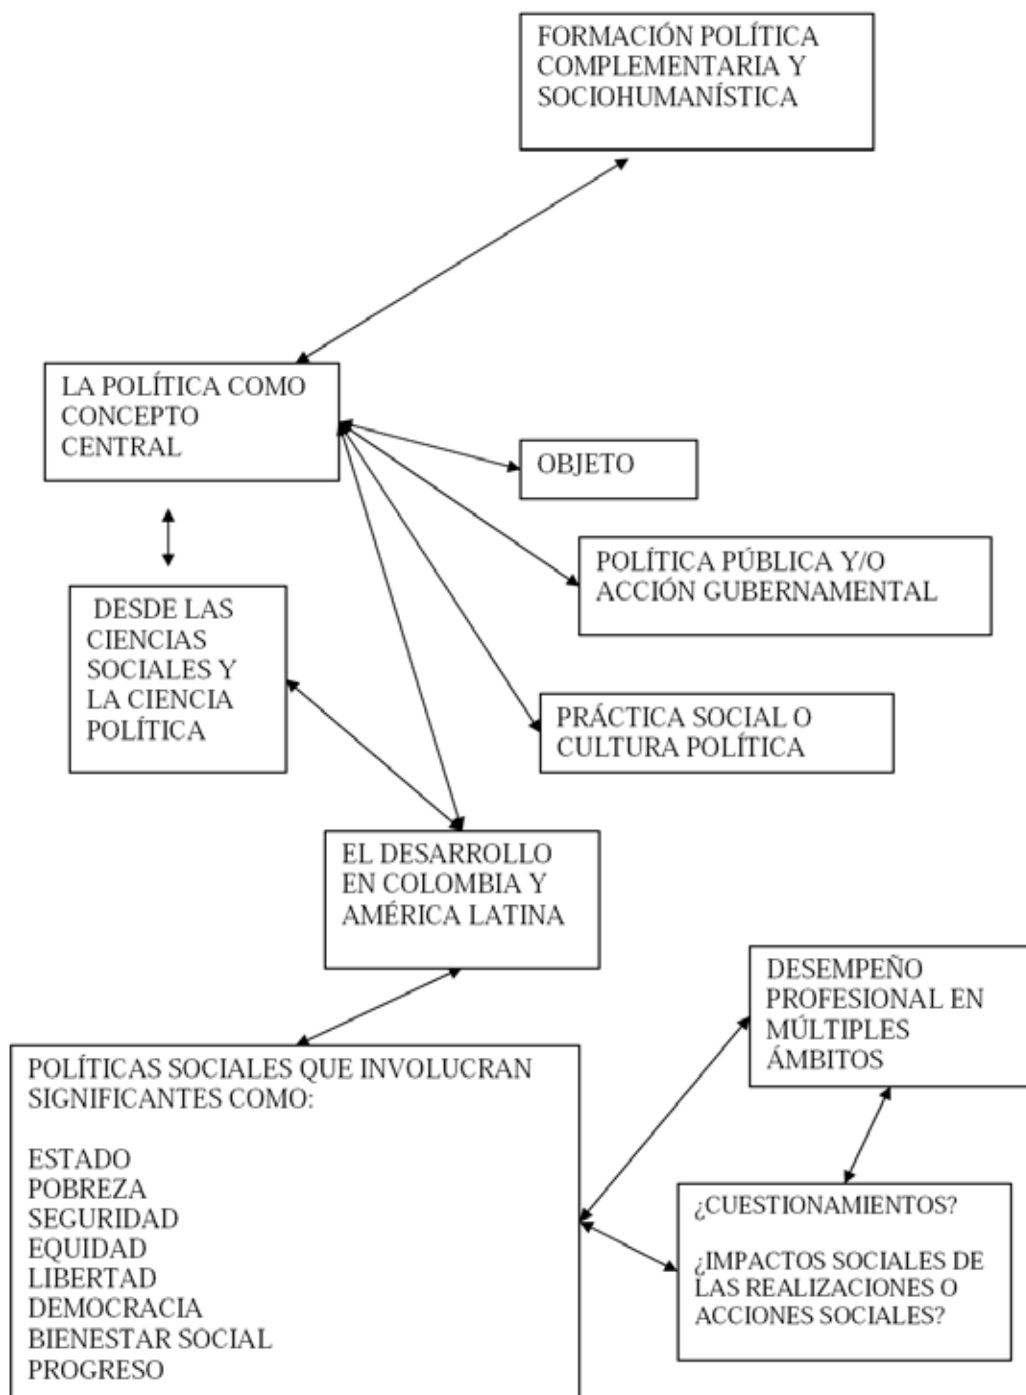 FORMACIÓN POLÍTICA
COMPLEMENTARIA Y
SOCIOHUMANÍSTICA
LA POLÍTICA COMO
CONCEPTO
CENTRAL
OBJETO
POLÍTICA PÚBLICA Y/O
ACCIÓN GUBERNAMENTAL
DESDE LAS
CIENCIAS
SOCIALES Y
LA CIENCIA
POLÍTICA
PRÁCTICA SOCIAL O
CULTURA POLÍTICA
EL DESARROLLO
EN COLOMBIA Y
AMÉRICA LATINA
DESEMPEÑO
PROFESIONAL EN
MÚLTIPLES
ÁMBITOS
POLÍTICAS SOCIALES QUE INVOLUCRAN
SIGNIFICANTES COMO:
ESTADO
POBREZA
SEGURIDAD
EQUIDAD
LIBERTAD
DEMOCRACIA
BIENESTAR SOCIAL
PROGRESO
¿CUESTIONAMIENTOS?
¿IMPACTOS SOCIALES DE
LAS REALIZACIONES O
ACCIONES SOCIALES?